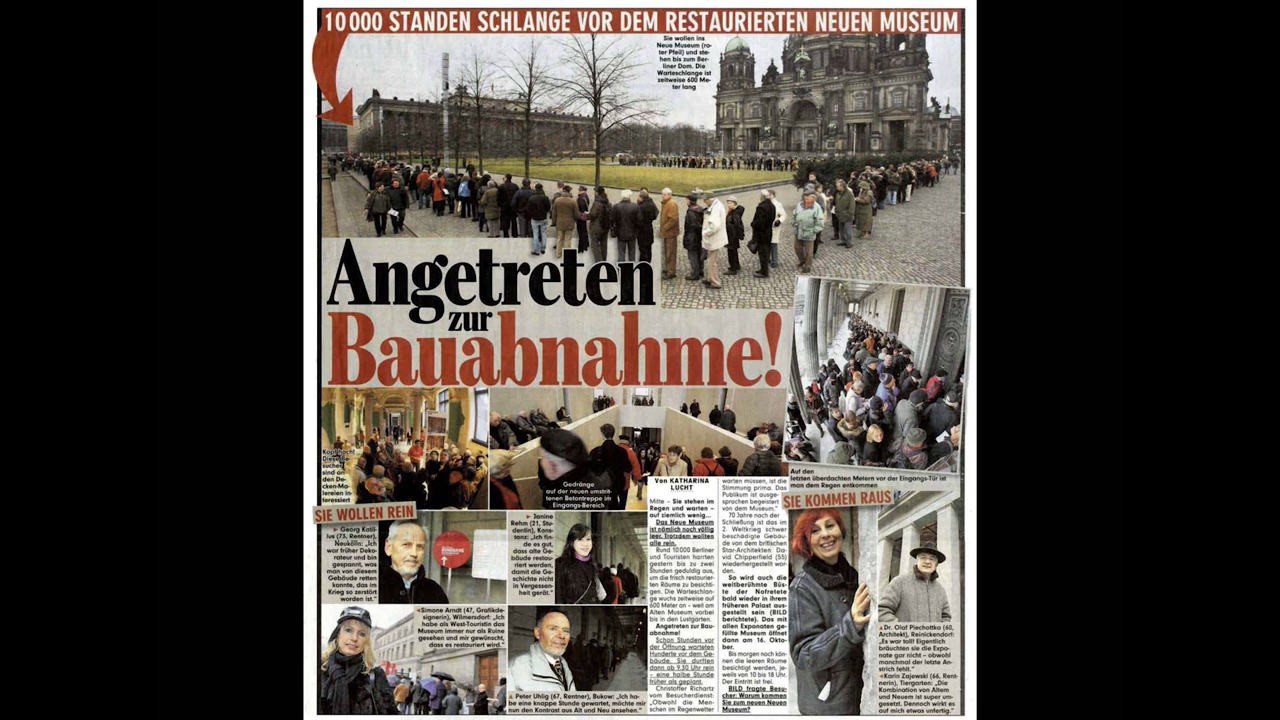 10 000 STANDEN SCHLANGE VOR DEM RESTAURIERTEN NEUEN MUSEUM
Sie wollen ins
Neue Museum (ro-
ter Pfeil) und ste-
hen bis zum Ber-
liner Dom. Die
Warteschlange ist
zeitweise 600 Me-
ter lang
Angetreten
zur
Bauabnahme!
Kopf hoch!
Diese Be-
sucher
sind an
den De-
cken-Ma-
lereien in-
teressiert
Gedränge
auf der neuen umstrit-
tenen Betontreppe im
Eingangs-Bereich
Auf den
letzten überdachten Metern vor der Eingangs-Tür ist
man dem Regen entkommen
SIE WOLLEN REIN
Georg Katil-
ius (73, Rentner),
Neukölln: „Ich
war früher Deko-
rateur und bin
gespannt, was
man von diesem
Gebäude retten
konnte, das im
Krieg so zerstört
worden ist.“
Janine
Rehm (21, Stu-
dentin), Kons-
tanz: „Ich fin-
de es gut,
dass alte Ge-
bäude restau-
riert werden,
damit die Ge-
schichte nicht
in Vergessen-
heit gerät.“
Simone Arndt (47, Grafikde-
signerin), Wilmersdorf: „Ich
habe als West-Touristin das
Museum immer nur als Ruine
gesehen und mir gewünscht,
dass es restauriert wird.“
Peter Uhlig (67, Rentner), Bukow: „Ich ha-
be eine knappe Stunde gewartet, möchte mir
nun den Kontrast aus Alt und Neu ansehen.“
Von KATHARINA
LUCHT
Mitte – Sie stehen im
Regen und warten –
auf ziemlich wenig...
Das Neue Museum
ist nämlich noch völlig
leer. Trotzdem wollten
alle rein.
Rund 10 000 Berliner
und Touristen harrten
gestern bis zu zwei
Stunden geduldig aus,
um die frisch restaurier-
ten Räume zu besichti-
gen. Die Warteschlan-
ge wuchs zeitweise auf
600 Meter an – weit am
Alten Museum vorbei
bis in den Lustgarten.
Angetreten zur Bau-
abnahme!
Schon Stunden vor
der Öffnung warteten
Hunderte vor dem Ge-
bäude. Sie durften
dann ab 9.30 Uhr rein
– eine halbe Stunde
früher als geplant.
Christoffer Richartz
vom Besucherdienst:
„Obwohl die Men-
schen im Regenwetter
warten müssen, ist die
Stimmung prima. Das
Publikum ist ausge-
sprochen begeistert
von dem Museum.“
70 Jahre nach der
Schließung ist das im
2. Weltkrieg schwer
beschädigte Gebäu-
de von dem britischen
Star-Architekten Da-
vid Chipperfield (55)
wiederhergestellt wor-
den.
So wird auch die
weltberühmte Büs-
te der Nofretete
bald wieder in ihrem
früheren Palast aus-
gestellt sein (BILD
berichtete). Das mit
allen Exponaten ge-
füllte Museum öffnet
dann am 16. Okto-
ber.
Bis morgen noch kön-
nen die leeren Räume
besichtigt werden, je-
weils von 10 bis 18 Uhr.
Der Eintritt ist frei.
BILD fragte Besu-
cher: Warum kommen
Sie zum neuen Neuen
Museum?
SIE KOMMEN RAUS
Dr. Olaf Piechottka (60,
Architekt), Reinickendorf:
„Es war toll! Eigentlich
bräuchten sie die Expo-
nate gar nicht – obwohl
manchmal der letzte An-
strich fehlt.“
Karin Zajewski (66, Rent-
nerin), Tiergarten: „Die
Kombination von Altem
und Neuem ist super um-
gesetzt. Dennoch wirkt es
auf mich etwas unfertig.“